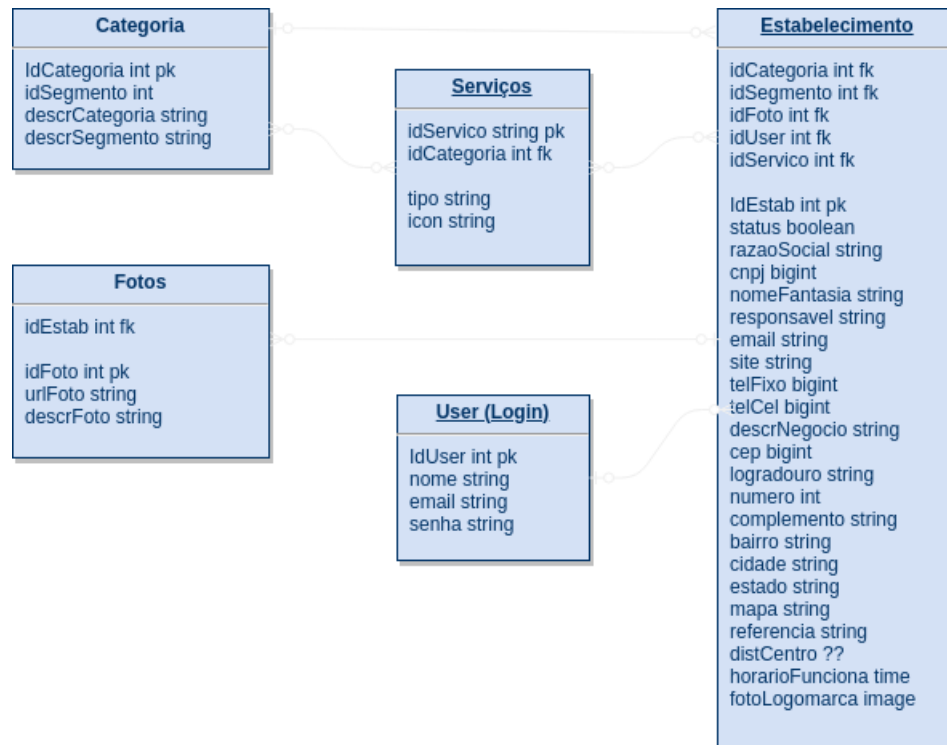 Categoria
IdCategoria int pk
idSegmento int
descrCategoria string
descrSegmento string
Serviços
idServico string pk
idCategoria int fk
tipo string
icon string
Fotos
idEstab int fk
idFoto int pk
urlFoto string
descrFoto string
User (Login)
IdUser int pk
nome string
email string
senha string
Estabelecimento
idCategoria int fk
idSegmento int fk
idFoto int fk
idUser int fk
idServico int fk
IdEstab int pk
status boolean
razaoSocial string
cnpj bigint
nomeFantasia string
responsavel string
email string
site string
telFixo bigint
telCel bigint
descrNegocio string
cep bigint
logradouro string
numero int
complemento string
bairro string
cidade string
estado string
mapa string
referencia string
distCentro ??
horarioFunciona time
fotoLogomarca image